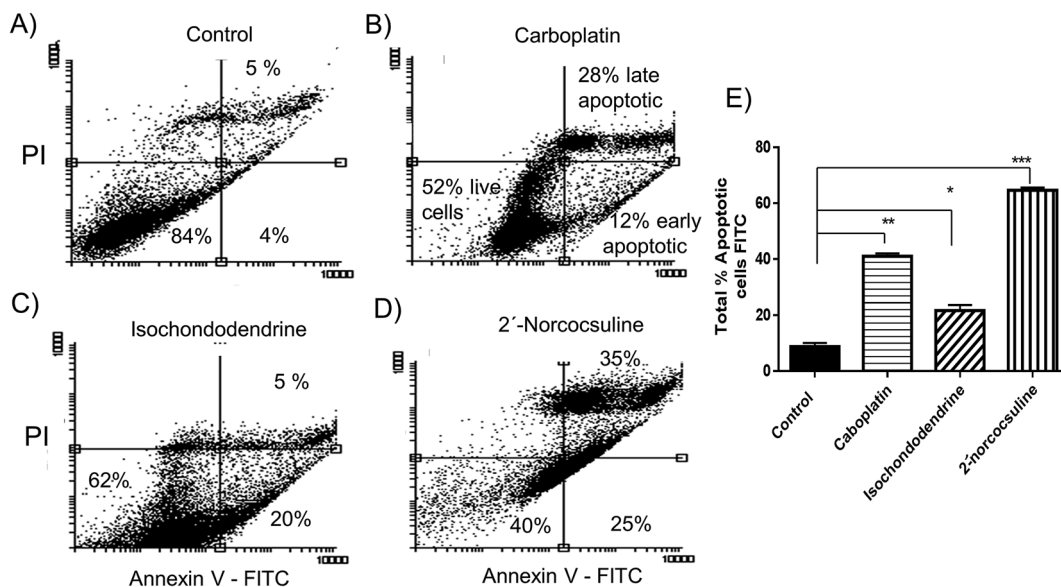 A)
Control
5 %
PI
84%
4%
B)
Carboplatin
28% late
apoptotic
52% live
cells
12% early
apoptotic
C)
Isochondodendrine
5 %
PI
62%
20%
Annexin V - FITC
D)
2´-Norcocsuline
35%
40%
25%
Annexin V - FITC
E)
Total % Apoptotic
cells FITC
80
60
40
20
0
***
*
**
Control
Caboplatin
Isochondodendrine
2´norcocsuline